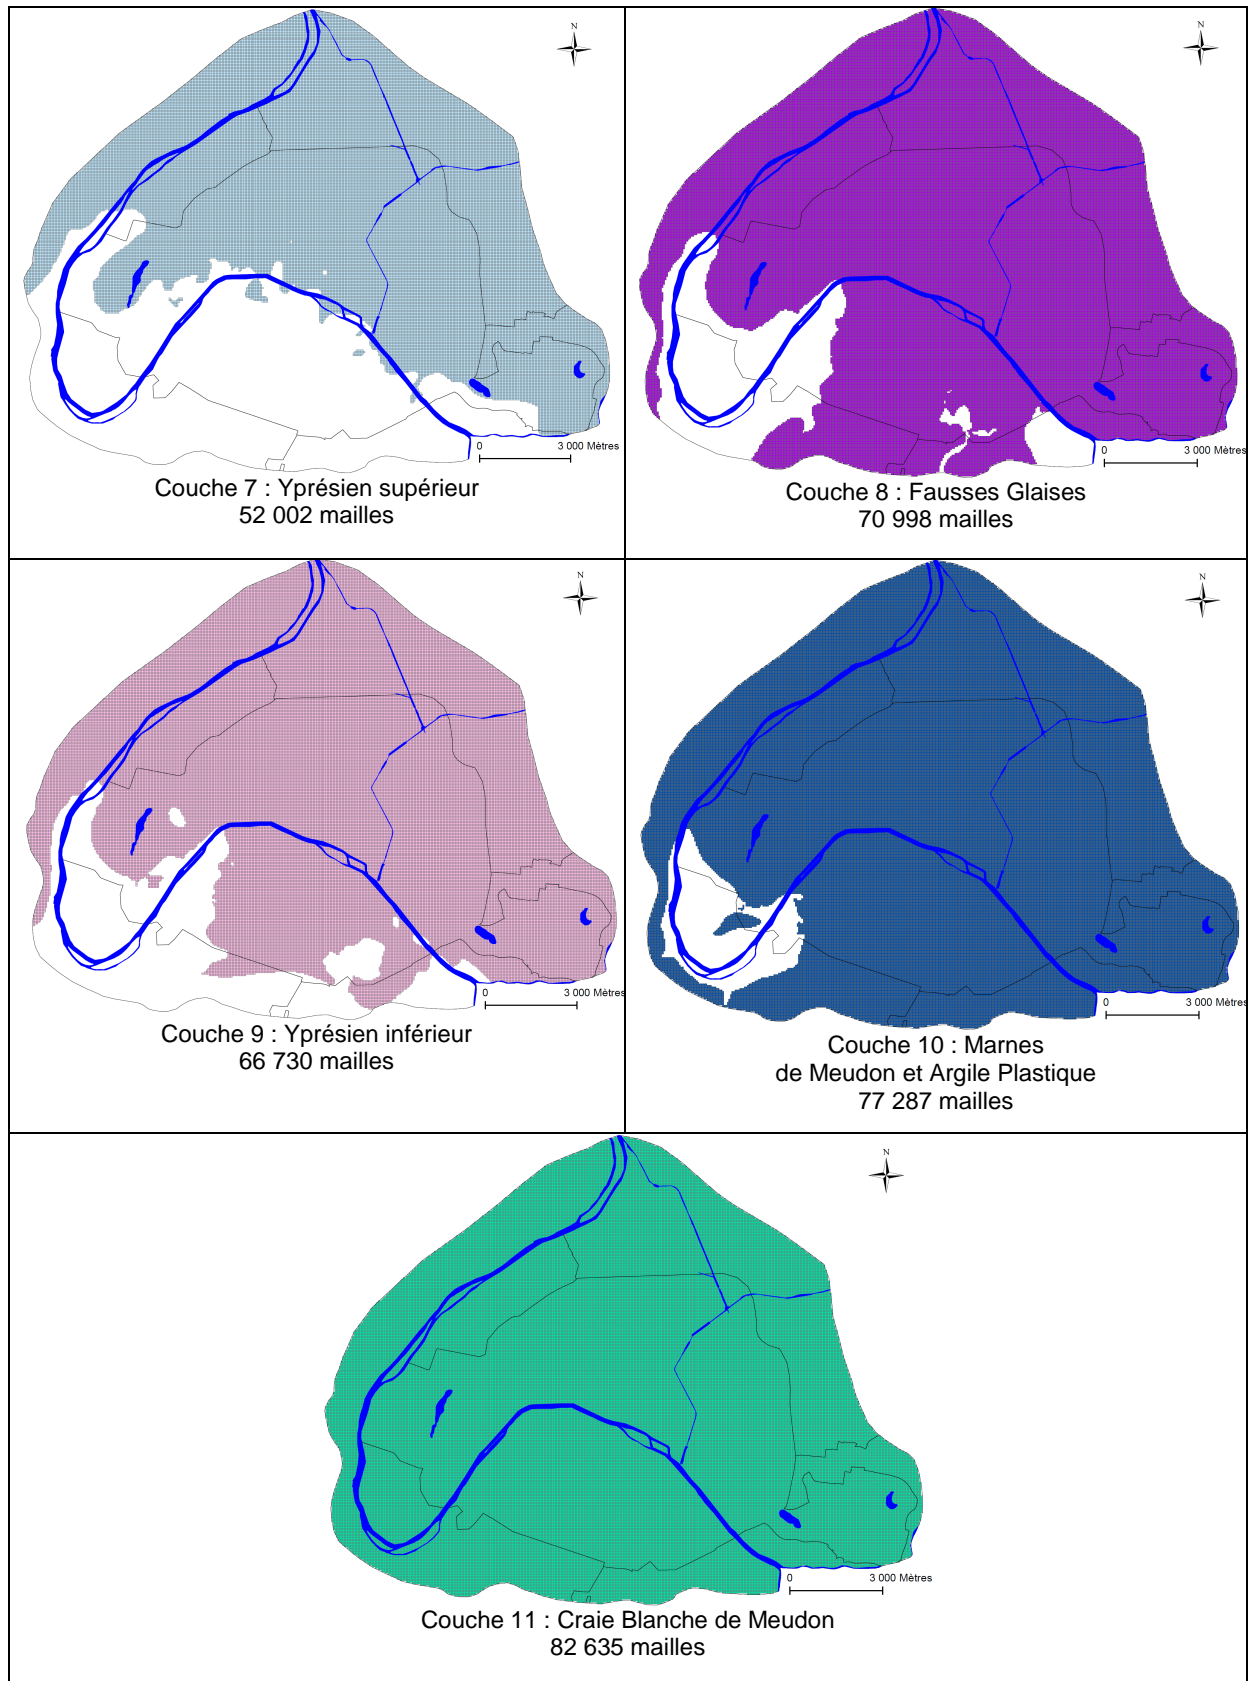 N
0 3 000 Mètres
Couche 7 : Yprésien supérieur
52 002 mailles
N
0 3 000 Mètres
Couche 8 : Fausses Glaises
70 998 mailles
N
0 3 000 Mètres
Couche 9 : Yprésien inférieur
66 730 mailles
N
0 3 000 Mètres
Couche 10 : Marnes
de Meudon et Argile Plastique
77 287 mailles
N
0 3 000 Mètres
Couche 11 : Craie Blanche de Meudon
82 635 mailles